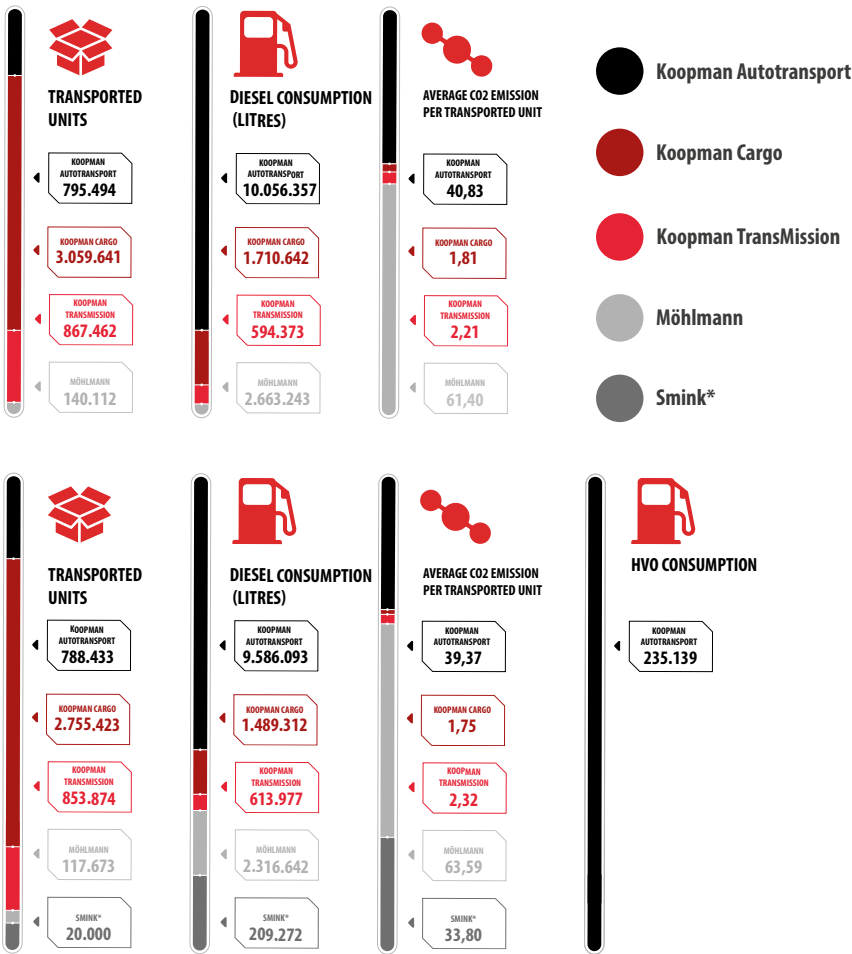 TRANSPORTED
UNITS
KOOPMAN
AUTOTRANSPORT
795.494
KOOPMAN CARGO
3.059.641
KOOPMAN
TRANSMISSION
867.462
MÖHLMANN
140.112
DIESEL CONSUMPTION
(LITRES)
KOOPMAN
AUTOTRANSPORT
10.056.357
KOOPMAN CARGO
1.710.642
KOOPMAN
TRANSMISSION
594.373
MÖHLMANN
2.663.243
AVERAGE CO2 EMISSION
PER TRANSPORTED UNIT
KOOPMAN
AUTOTRANSPORT
40,83
KOOPMAN CARGO
1,81
KOOPMAN
TRANSMISSION
2,21
MÖHLMANN
61,40
Koopman Autotransport
Koopman Cargo
Koopman TransMission
Möhlmann
Smink*
TRANSPORTED
UNITS
KOOPMAN
AUTOTRANSPORT
788.433
KOOPMAN CARGO
2.755.423
KOOPMAN
TRANSMISSION
853.874
MÖHLMANN
117.673
SMINK*
20.000
DIESEL CONSUMPTION
(LITRES)
KOOPMAN
AUTOTRANSPORT
9.586.093
KOOPMAN CARGO
1.489.312
KOOPMAN
TRANSMISSION
613.977
MÖHLMANN
2.316.642
SMINK*
209.272
AVERAGE CO2 EMISSION
PER TRANSPORTED UNIT
KOOPMAN
AUTOTRANSPORT
39,37
KOOPMAN CARGO
1,75
KOOPMAN
TRANSMISSION
2,32
MÖHLMANN
63,59
SMINK*
33,80
HVO CONSUMPTION
KOOPMAN
AUTOTRANSPORT
235.139